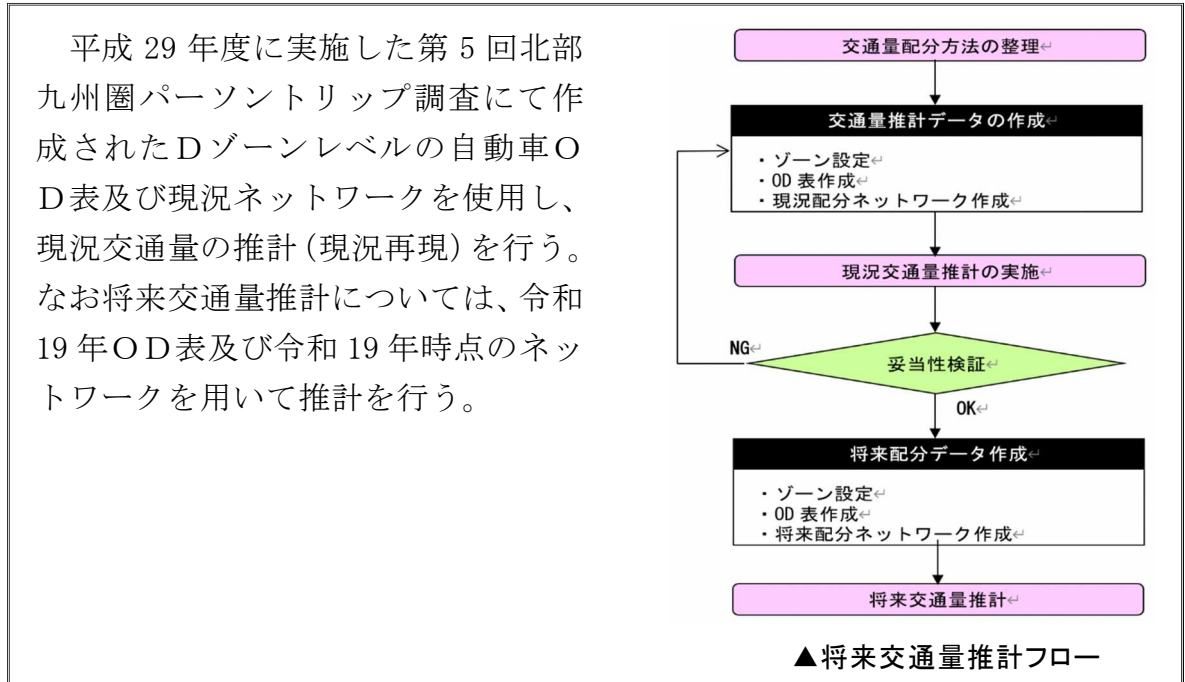 平成 29 年度に実施した第 5 回北部
九州圏パーソントリップ調査にて作
成されたＤゾーンレベルの自動車Ｏ
Ｄ表及び現況ネットワークを使用し、
現況交通量の推計(現況再現)を行う。
なお将来交通量推計については、令和
19 年ＯＤ表及び令和 19 年時点のネッ
トワークを用いて推計を行う。
交通量配分方法の整理↵
交通量推計データの作成↵
・ゾーン設定↵
・OD 表作成↵
・現況配分ネットワーク作成↵
現況交通量推計の実施↵
NG↵
妥当性検証↵
OK↵
将来配分データ作成↵
・ゾーン設定↵
・OD 表作成↵
・将来配分ネットワーク作成↵
将来交通量推計↵
▲将来交通量推計フロー